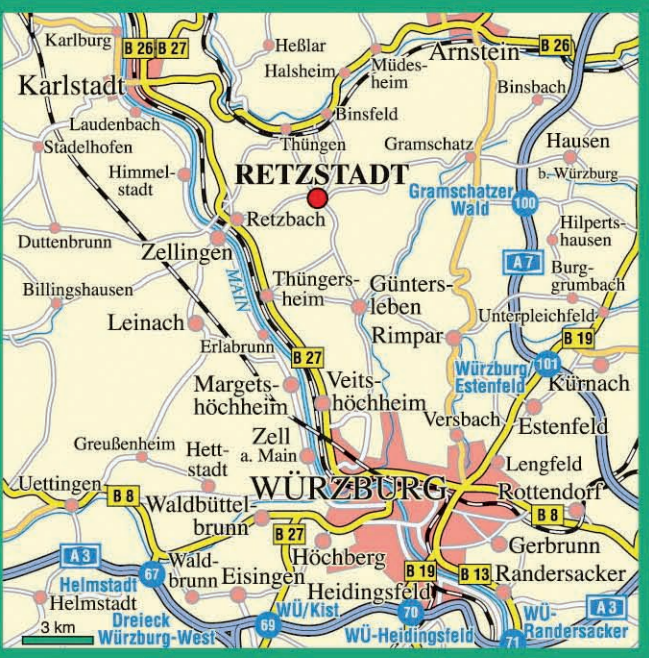 Karlburg
B 26
B 27
Heßlar
Arnstein
B 26
Halsheim
Müdes-
heim
Karlstadt
Binsbach
Laudenbach
Binsfeld
Stadelhofen
Thüngen
Gramschatz
Hausen
b. Würzburg
Himmel-
stadt
RETZSTADT
Gramschatzer
Wald
100
Retzbach
Hilperts-
hausen
Duttenbrunn
Zellingen
A 7
MAIN
Burg-
grumbach
Thüngers-
heim
Günters-
leben
Billingshausen
Unterpleichfeld
Leinach
Rimpar
B 19
Erlabrunn
B 27
Würzburg/
Estenfeld
101
Kürnach
Margets-
höchheim
Veits-
höchheim
Versbach
Estenfeld
Zell
a. Main
Greußenheim
Hett-
stadt
Lengfeld
Uettingen
WÜRZBURG
Rottendorf
B 8
Waldbüttel-
brunn
B 8
B 27
Gerbrunn
Höchberg
A 3
Wald-
brunn
Eisingen
B 19
B 13
Randersacker
Helmstadt
67
Heidingsfeld
Helmstadt
WÜ/Kist
70
A 3
Dreieck
Würzburg-West
69
WÜ-Heidingsfeld
WÜ-
Randersacker
71
3 km